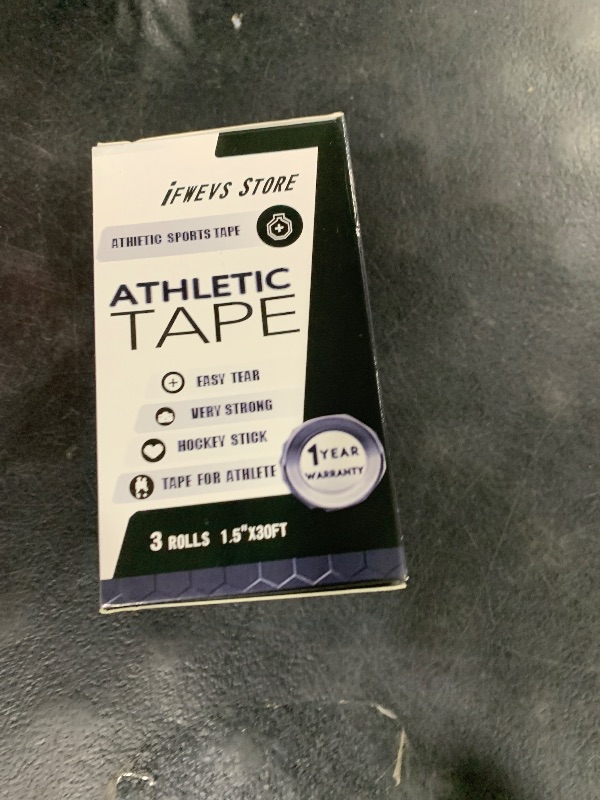 iFWEVS STORE
ATHIETIC SPORTS TAPE
ATHLETIC
TAPE
EASY TEAR
VERY STRONG
HOCKEY STICK
TAPE FOR ATHLETE
1 YEAR
WARRANTY
3 ROLLS 1.5"X30FT